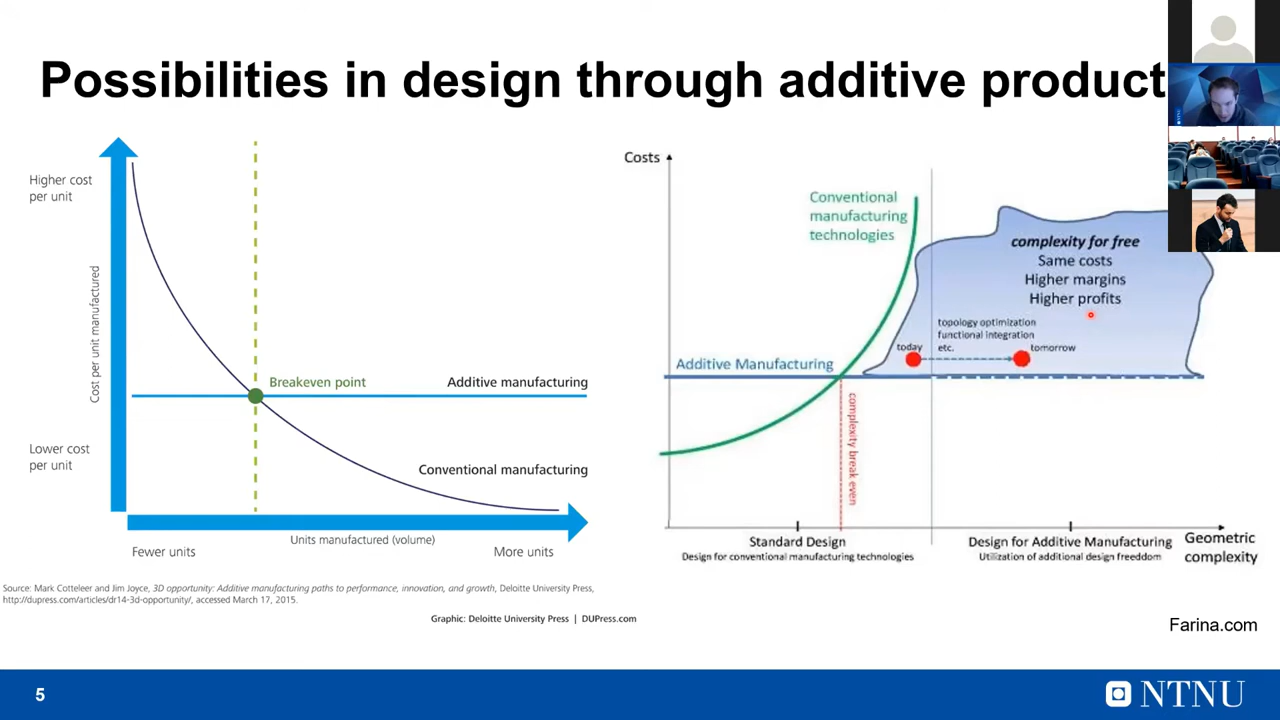 Possibilities in design through additive product
Higher cost
per unit
Cost per unit manufactured
Lower cost
per unit
Breakeven point
Additive manufacturing
Conventional manufacturing
Units manufactured (volume)
Fewer units
More units
Source: Mark Cotteleer and Jim Joyce, 3D opportunity: Additive manufacturing paths to performance, innovation, and growth, Deloitte University Press,
http://dupress.com/articles/dr14-3d-opportunity/, accessed March 17, 2015.
Graphic: Deloitte University Press | DUPress.com
Costs
Conventional
manufacturing
technologies
complexity for free
Same costs
Higher margins
Higher profits
topology optimization
functional integration
etc.
today
tomorrow
Additive Manufacturing
complexity break even
Standard Design
Design for conventional manufacturing technologies
Design for Additive Manufacturing
Utilization of additional design freeddom
Geometric
complexity
Farina.com
5
NTNU